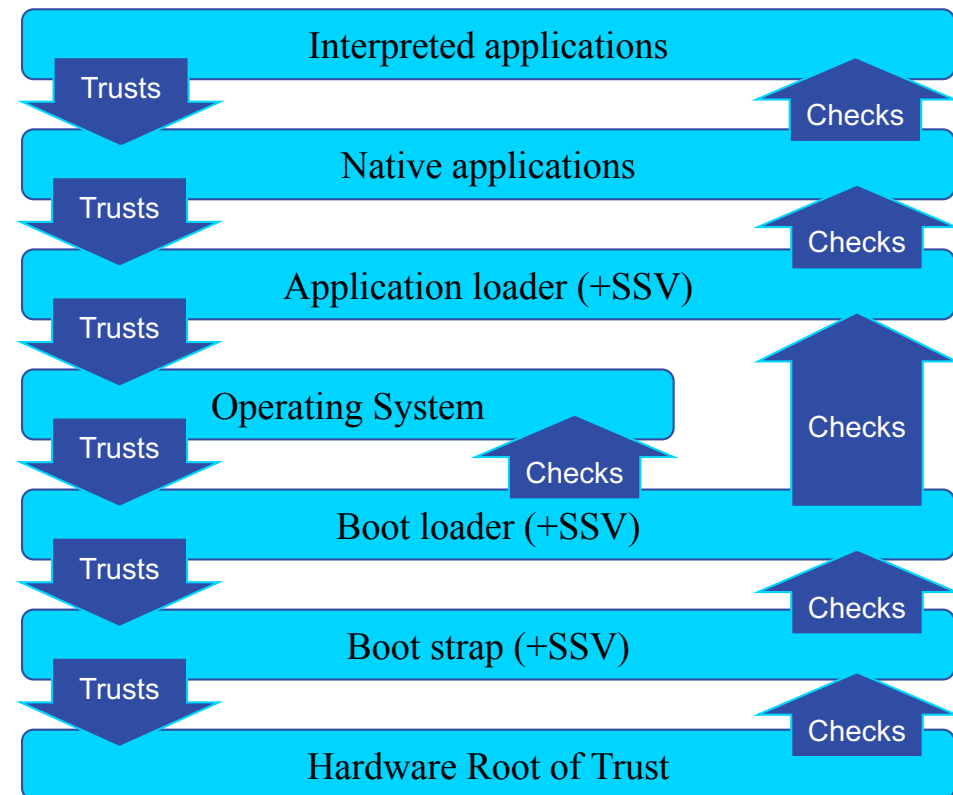 Interpreted applications
Trusts
Checks
Native applications
Trusts
Checks
Application loader (+SSV)
Trusts
Checks
Operating System
Trusts
Checks
Boot loader (+SSV)
Trusts
Checks
Boot strap (+SSV)
Trusts
Checks
Hardware Root of Trust